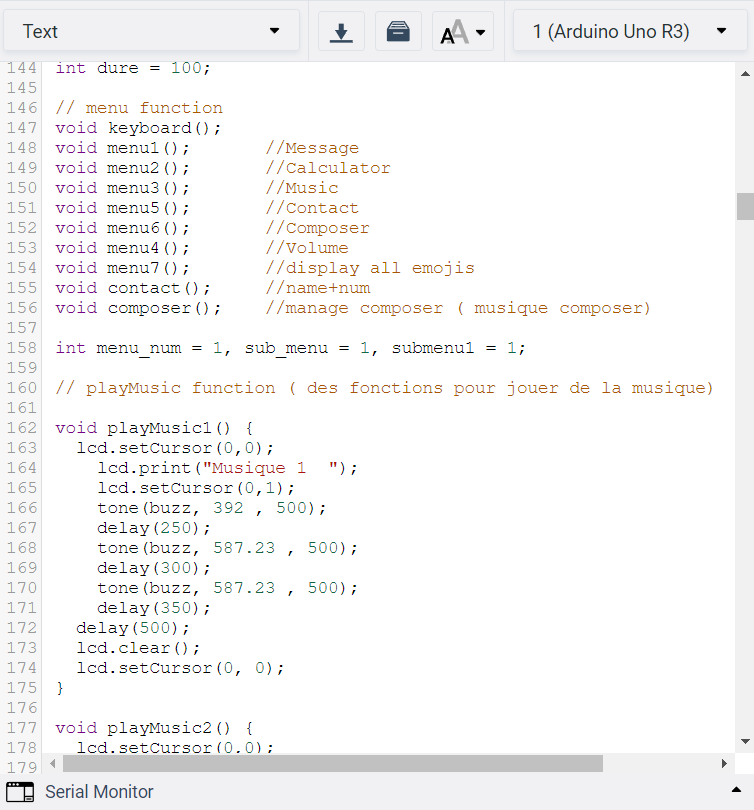 Text
1 (Arduino Uno R3)
144 int dure = 100;
145
146 // menu function
147 void keyboard();
148 void menu1(); //Message
149 void menu2(); //Calculator
150 void menu3(); //Music
151 void menu5(); //Contact
152 void menu6(); //Composer
153 void menu4(); //Volume
154 void menu7(); //display all emojis
155 void contact(); //name+num
156 void composer(); //manage composer ( musique composer)
157
158 int menu_num = 1, sub_menu = 1, submenu1 = 1;
159
160 // playMusic function ( des fonctions pour jouer de la musique)
161
162 void playMusic1() {
163 lcd.setCursor(0,0);
164 lcd.print("Musique 1  ");
165 lcd.setCursor(0,1);
166 tone(buzz, 392 , 500);
167 delay(250);
168 tone(buzz, 587.23 , 500);
169 delay(300);
170 tone(buzz, 587.23 , 500);
171 delay(350);
172 delay(500);
173 lcd.clear();
174 lcd.setCursor(0, 0);
175 }
176
177 void playMusic2() {
178 lcd.setCursor(0,0);
179
Serial Monitor